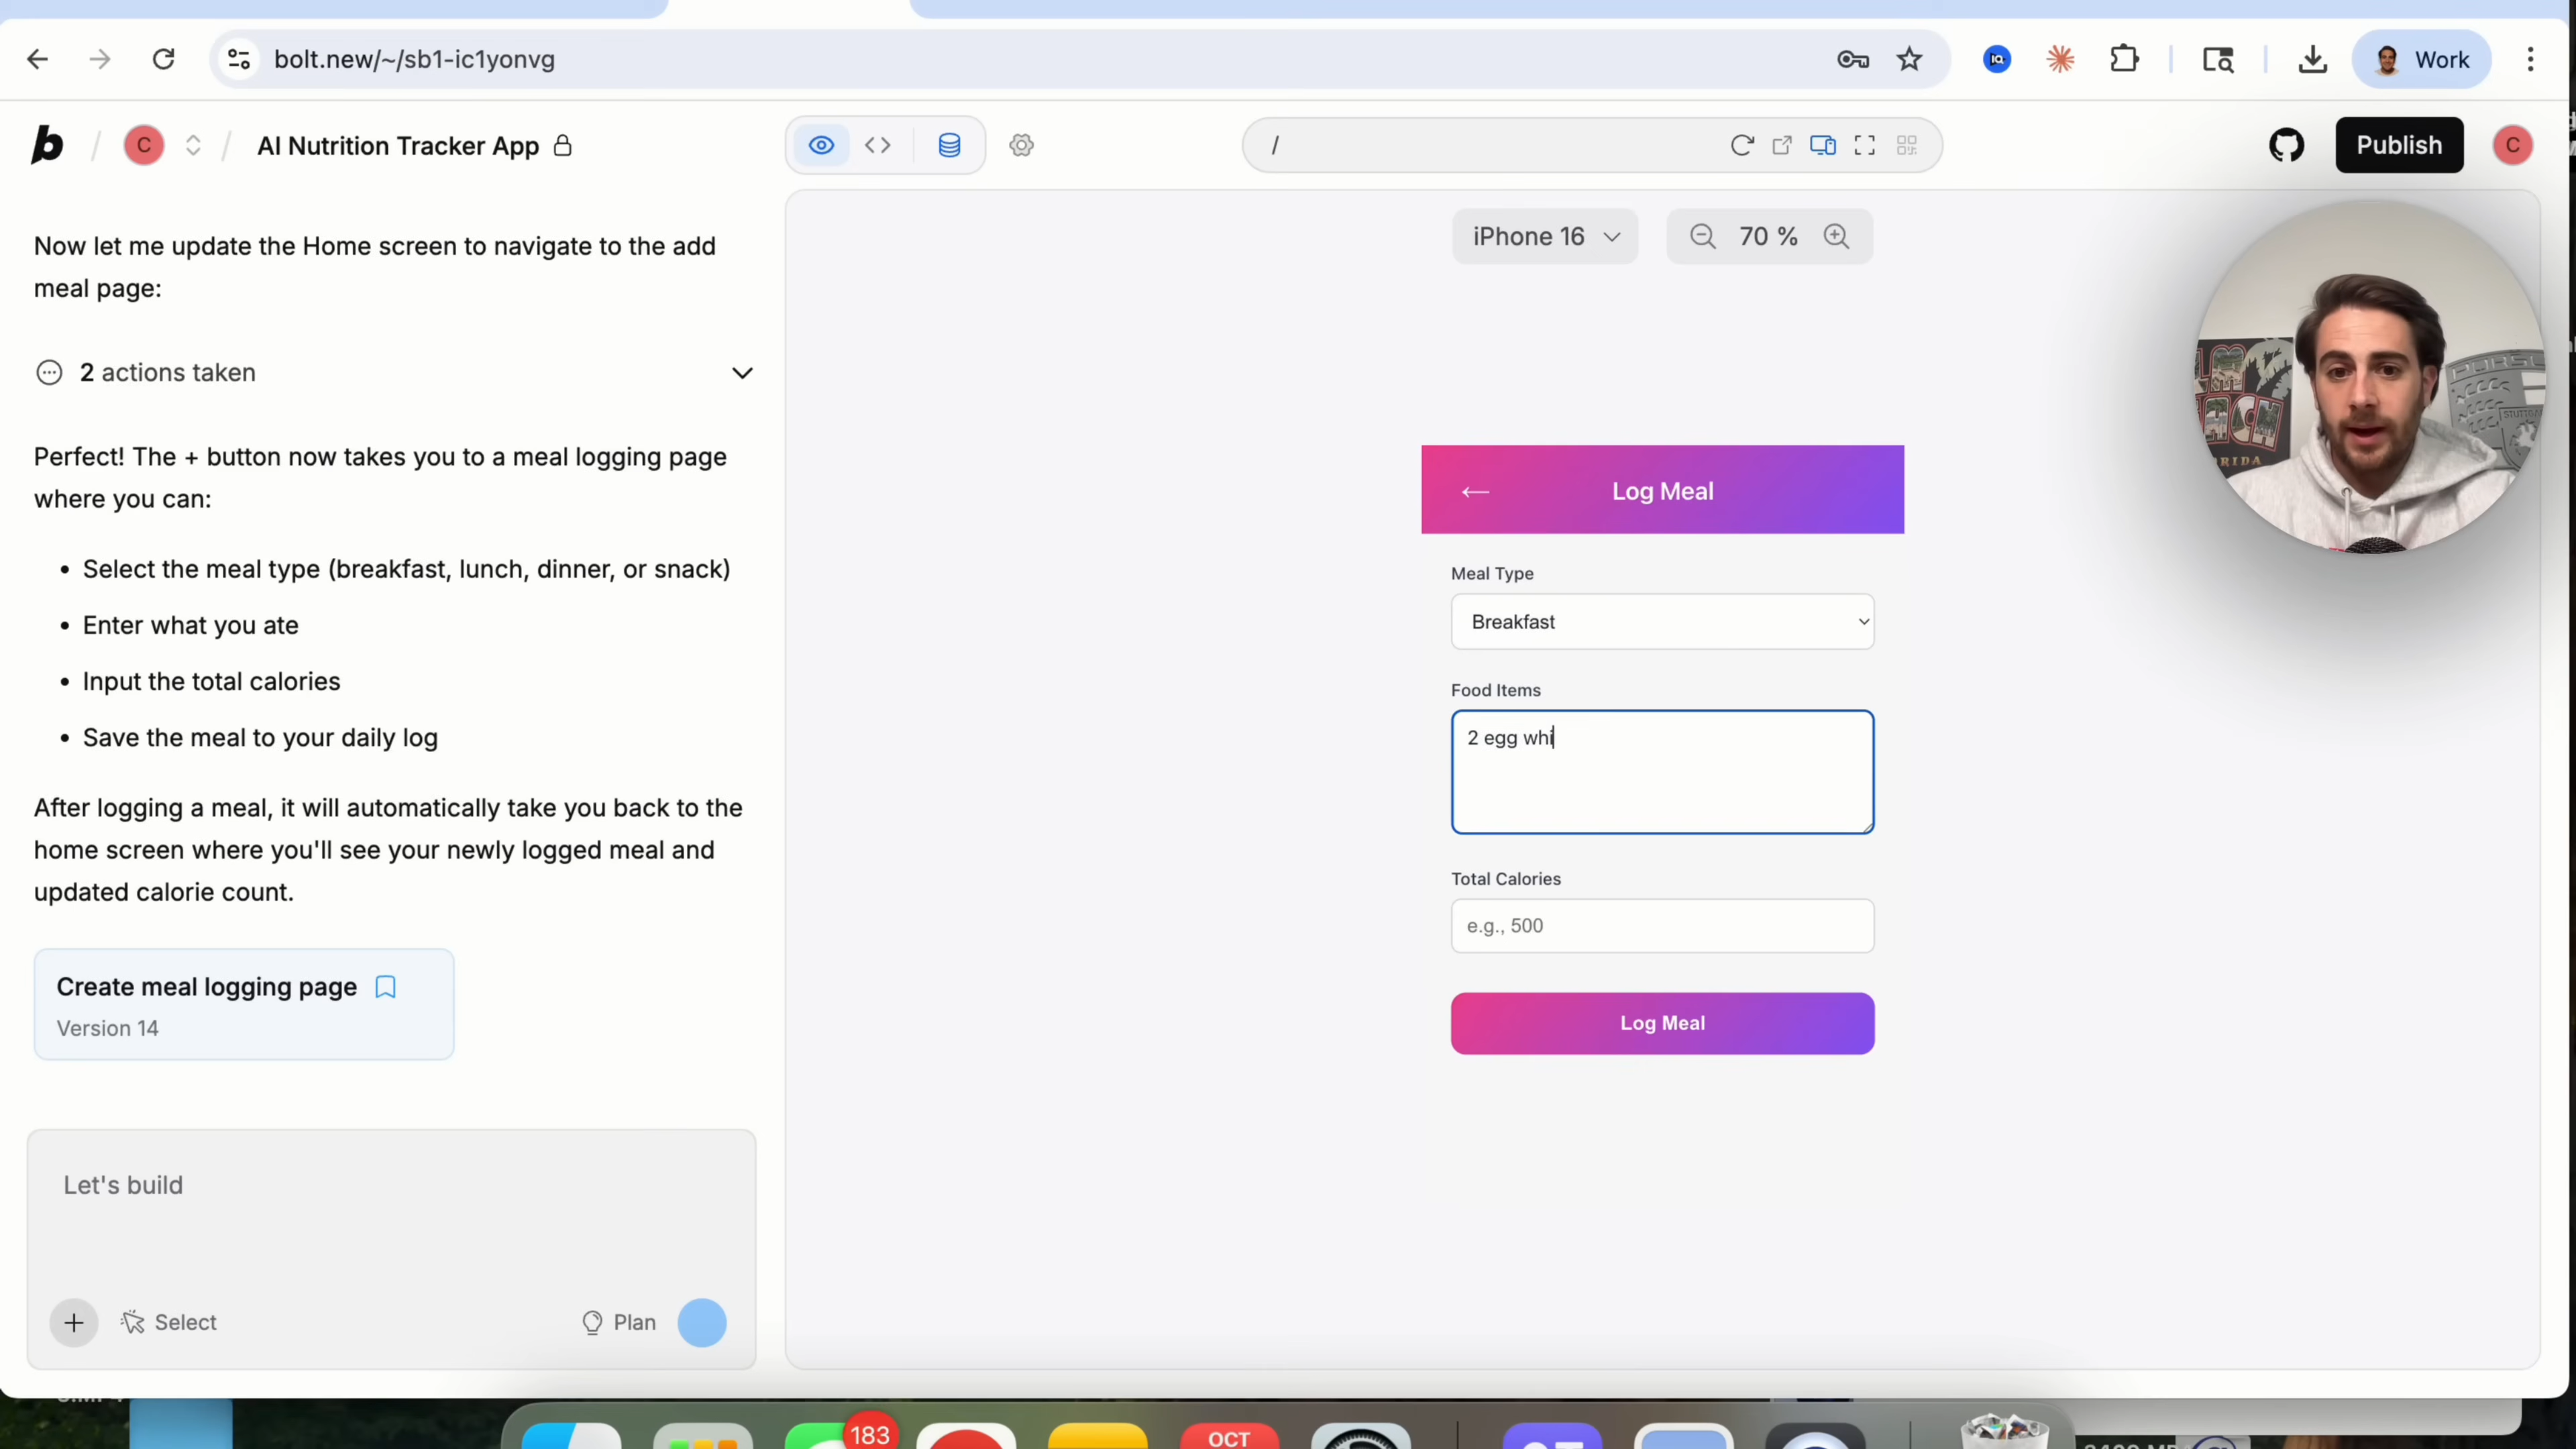 bolt.new/~/sb1-ic1yonvg
Work
b / C / AI Nutrition Tracker App
/
Publish
C
Now let me update the Home screen to navigate to the add
meal page:
2 actions taken
Perfect! The + button now takes you to a meal logging page
where you can:
• Select the meal type (breakfast, lunch, dinner, or snack)
• Enter what you ate
• Input the total calories
• Save the meal to your daily log
After logging a meal, it will automatically take you back to the
home screen where you'll see your newly logged meal and
updated calorie count.
Create meal logging page
Version 14
Let's build
Select
Plan
iPhone 16
70 %
Log Meal
Meal Type
Breakfast
Food Items
2 egg whi
Total Calories
e.g., 500
Log Meal
RIDA
183
OCT